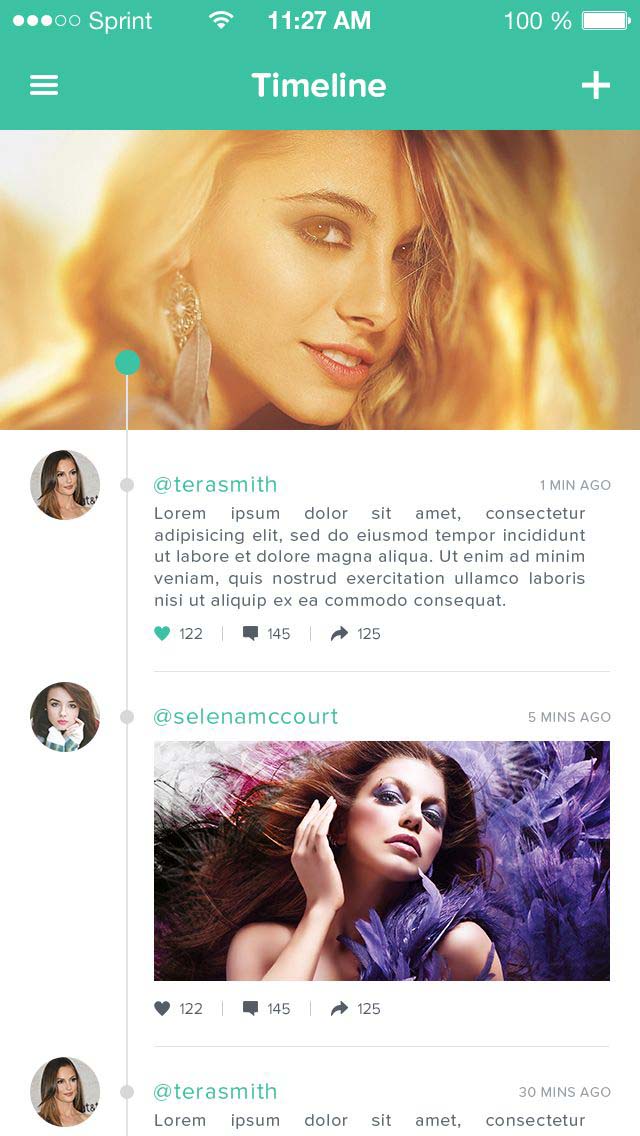 Sprint 11:27 AM 100 %
Timeline
@terasmith 1 MIN AGO
Lorem ipsum dolor sit amet, consectetur
adipisicing elit, sed do eiusmod tempor incididunt
ut labore et dolore magna aliqua. Ut enim ad minim
veniam, quis nostrud exercitation ullamco laboris
nisi ut aliquip ex ea commodo consequat.
122 145 125
@selenamccourt 5 MINS AGO
122 145 125
@terasmith 30 MINS AGO
Lorem ipsum dolor sit amet, consectetur